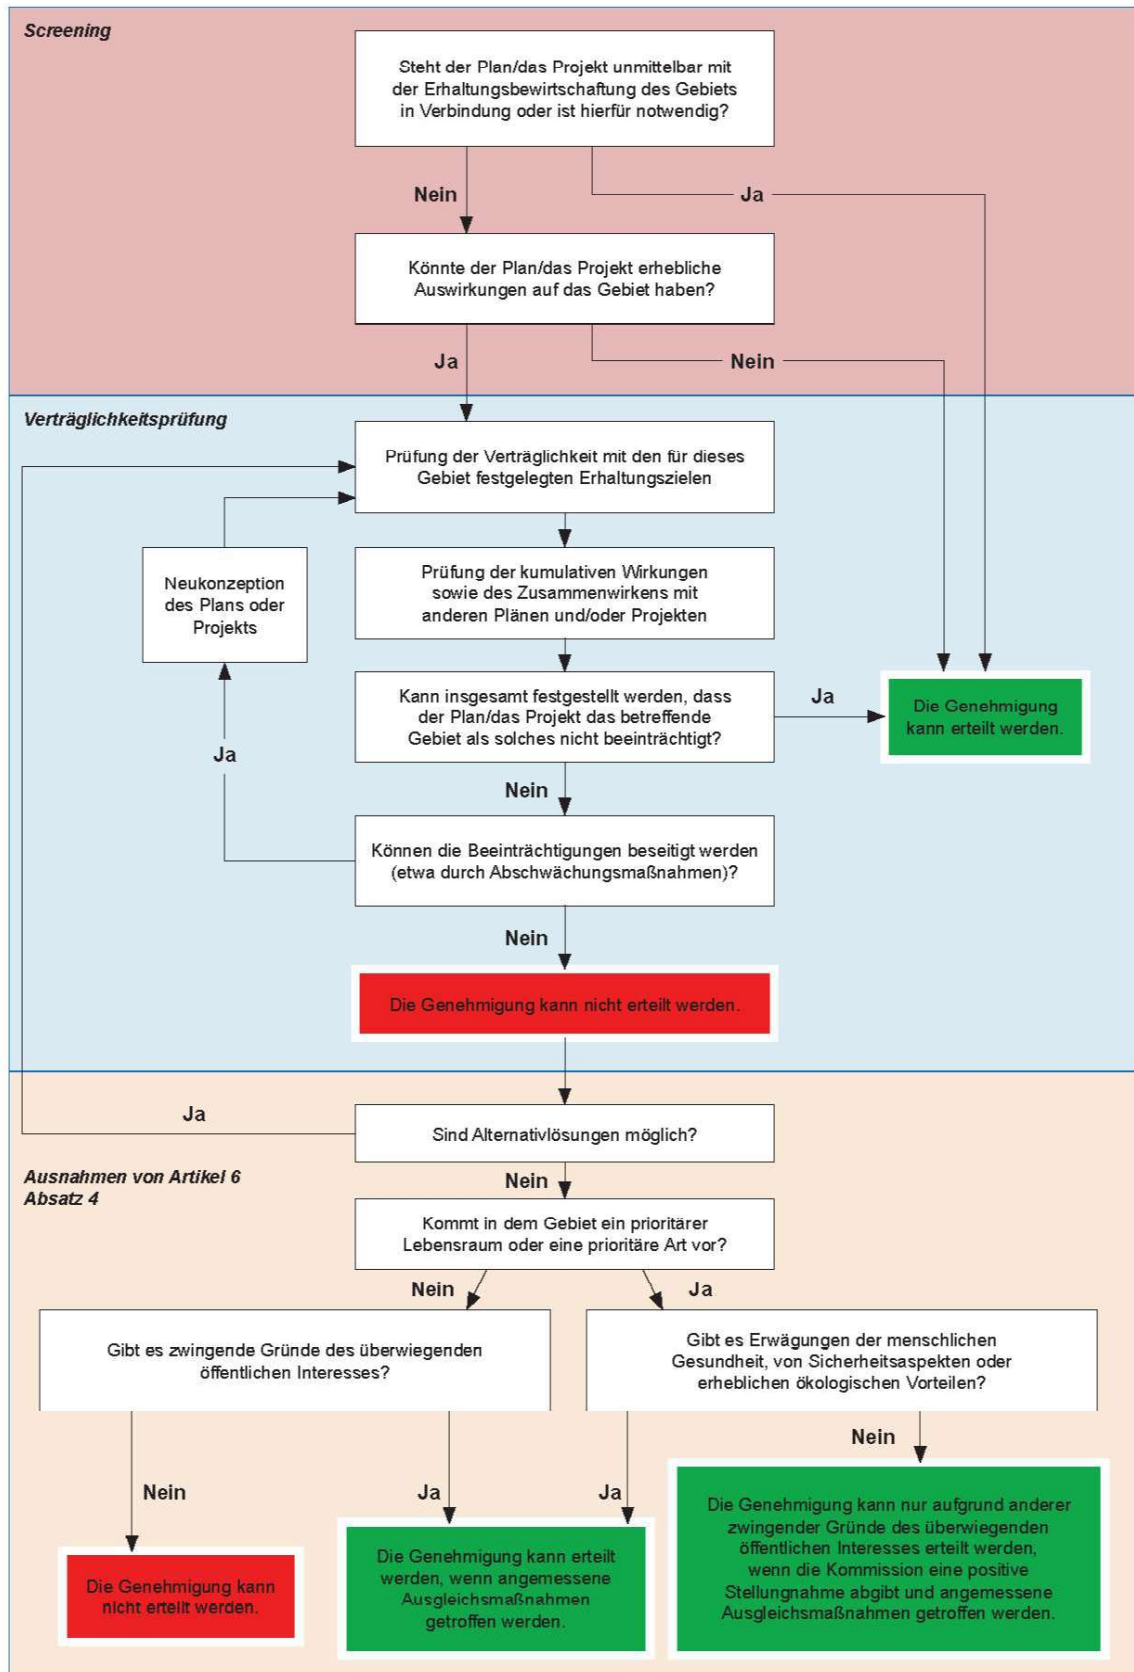 Screening
Steht der Plan/das Projekt unmittelbar mit
der Erhaltungsbewirtschaftung des Gebiets
in Verbindung oder ist hierfür notwendig?
Nein
Ja
Könnte der Plan/das Projekt erhebliche
Auswirkungen auf das Gebiet haben?
Ja
Nein
Verträglichkeitsprüfung
Prüfung der Verträglichkeit mit den für dieses
Gebiet festgelegten Erhaltungszielen
Neukonzeption
des Plans oder
Projekts
Prüfung der kumulativen Wirkungen
sowie des Zusammenwirkens mit
anderen Plänen und/oder Projekten
Kann insgesamt festgestellt werden, dass
der Plan/das Projekt das betreffende
Gebiet als solches nicht beeinträchtigt?
Ja
Die Genehmigung
kann erteilt werden.
Ja
Nein
Können die Beeinträchtigungen beseitigt werden
(etwa durch Abschwächungsmaßnahmen)?
Nein
Die Genehmigung kann nicht erteilt werden.
Ja
Sind Alternativlösungen möglich?
Ausnahmen von Artikel 6
Absatz 4
Nein
Kommt in dem Gebiet ein prioritärer
Lebensraum oder eine prioritäre Art vor?
Nein
Ja
Gibt es zwingende Gründe des überwiegenden
öffentlichen Interesses?
Gibt es Erwägungen der menschlichen
Gesundheit, von Sicherheitsaspekten oder
erheblichen ökologischen Vorteilen?
Nein
Ja
Ja
Nein
Die Genehmigung kann
nicht erteilt werden.
Die Genehmigung kann erteilt
werden, wenn angemessene
Ausgleichsmaßnahmen
getroffen werden.
Die Genehmigung kann nur aufgrund anderer
zwingender Gründe des überwiegenden
öffentlichen Interesses erteilt werden,
wenn die Kommission eine positive
Stellungnahme abgibt und angemessene
Ausgleichsmaßnahmen getroffen werden.